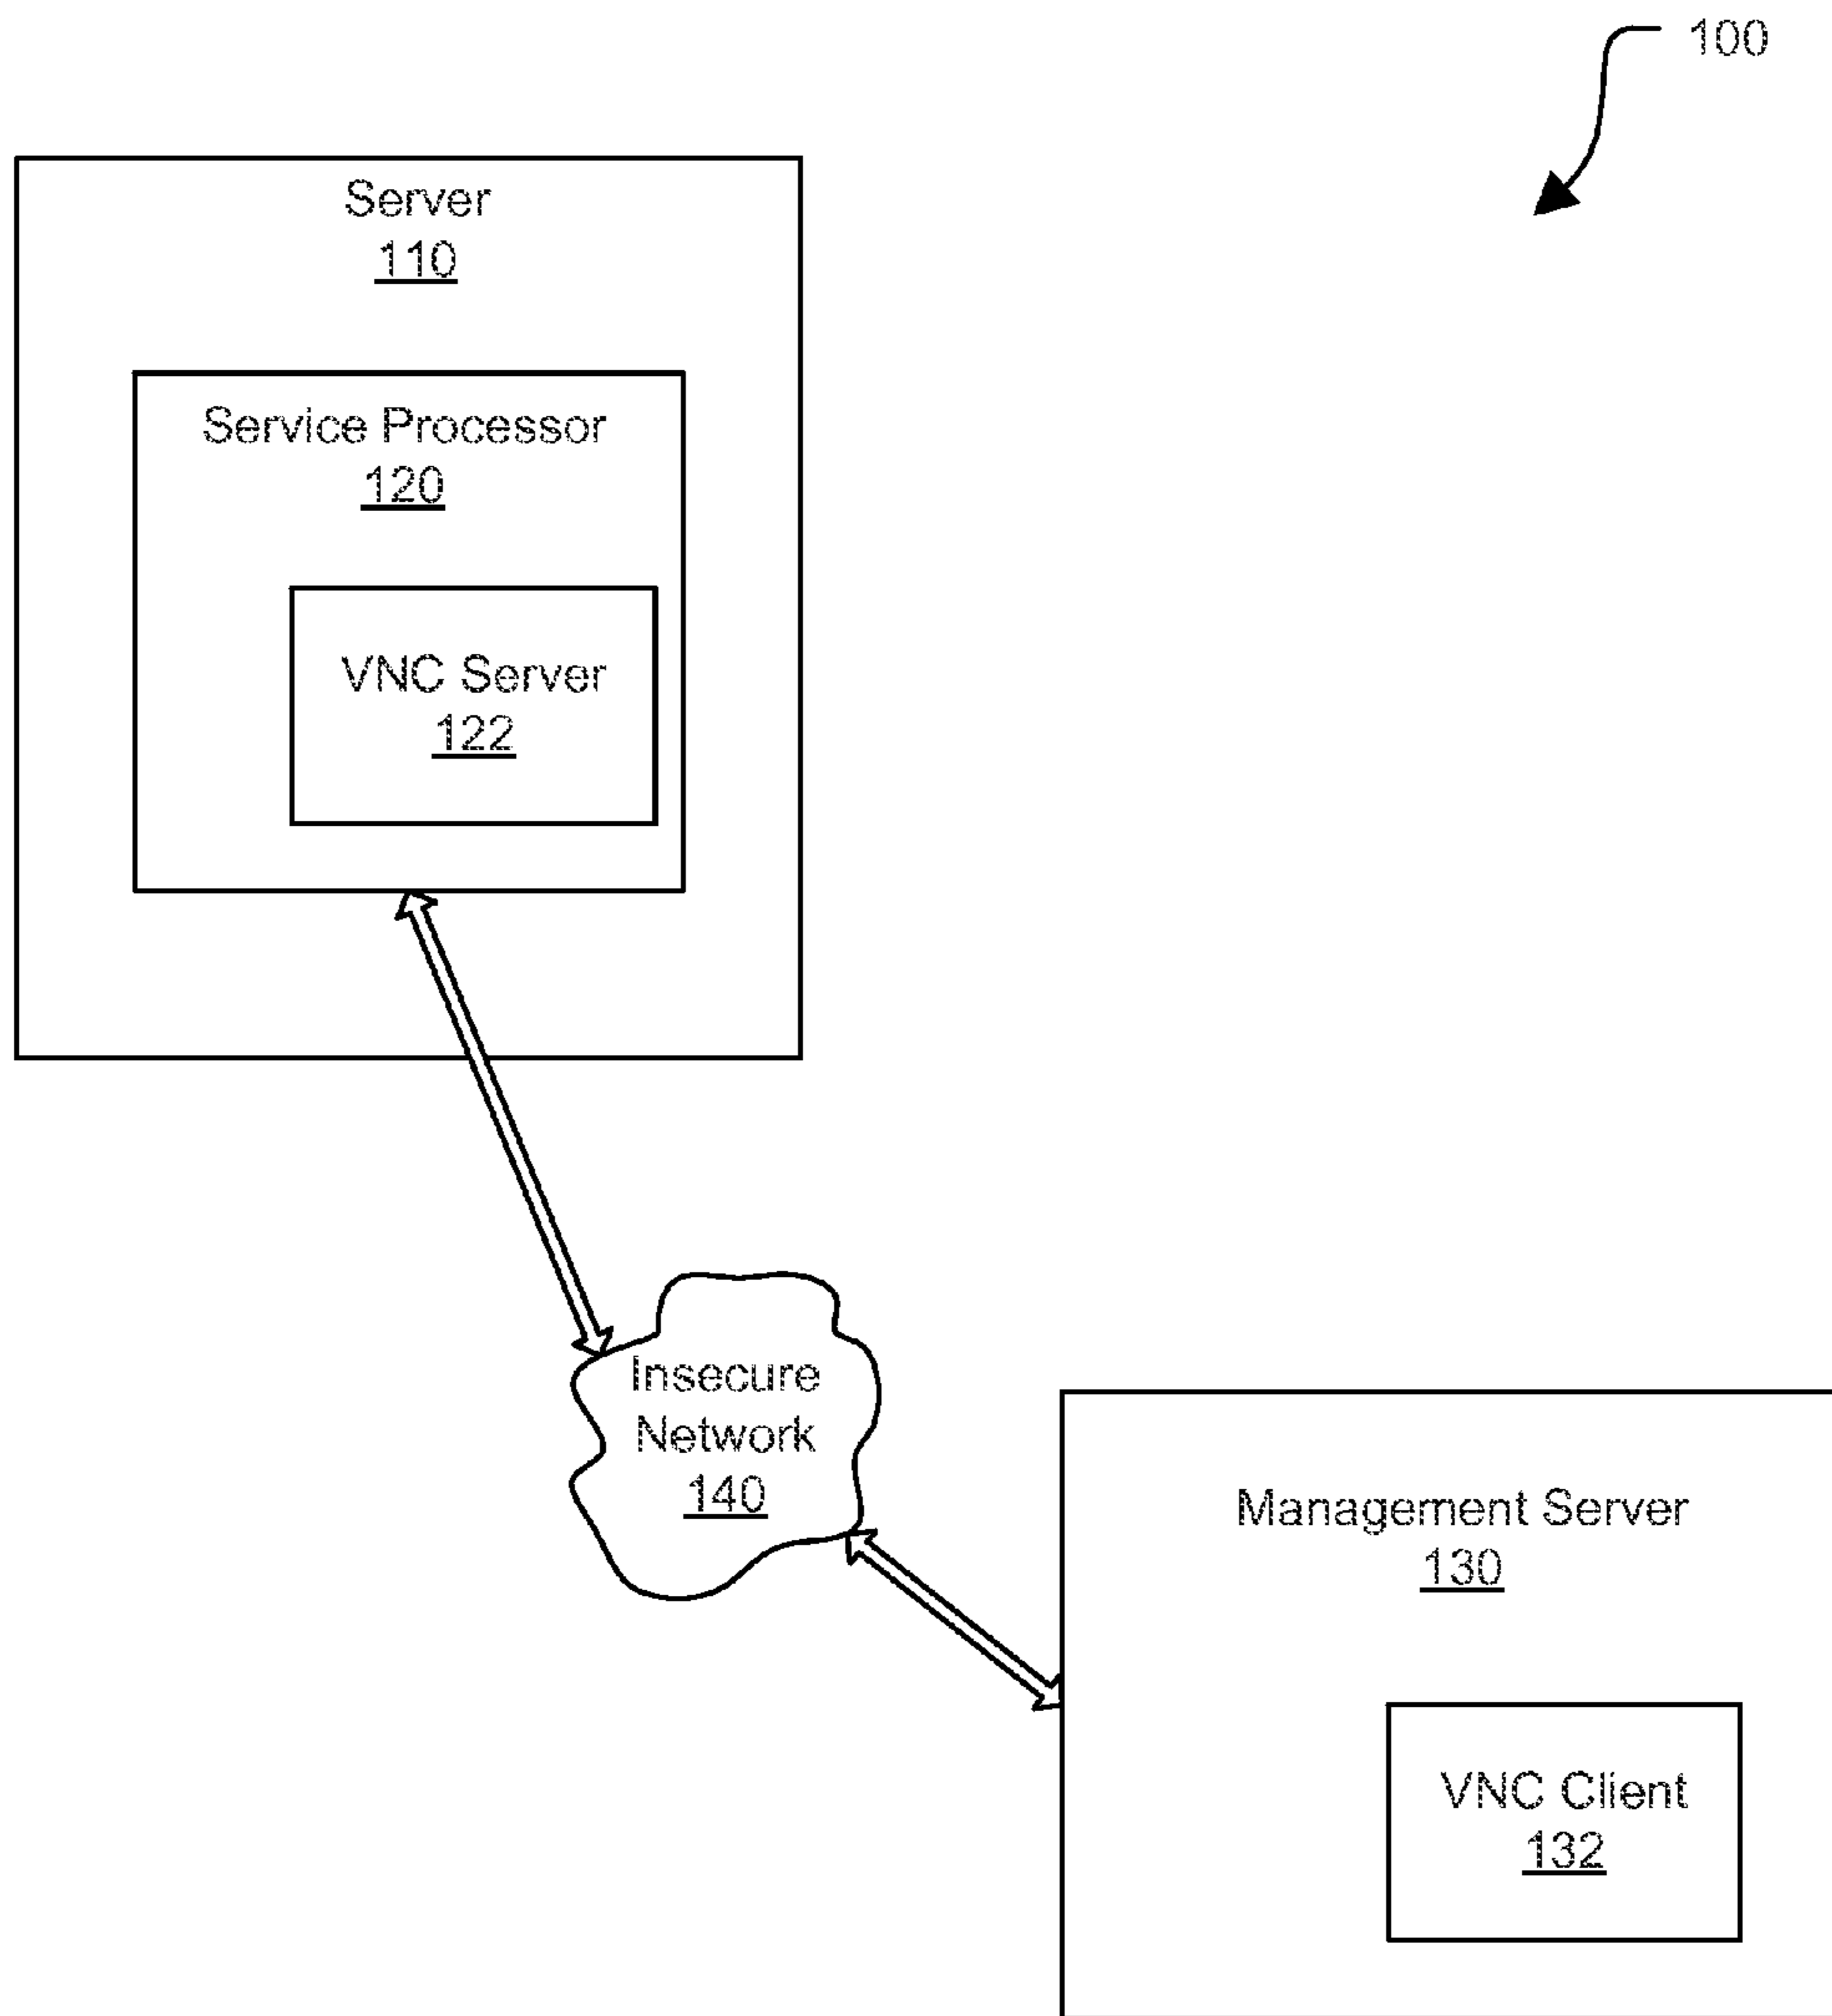 100
Server
110
Service Processor
120
VNC Server
122
Insecure
Network
140
Management Server
130
VNC Client
132